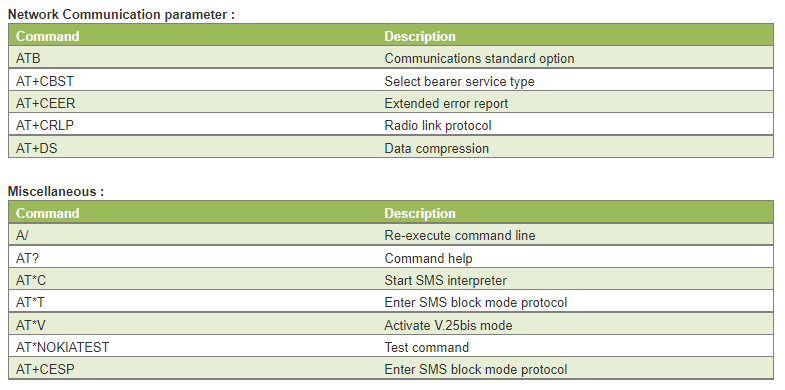 Network Communication parameter :
Command Description
ATB Communications standard option
AT+CBST Select bearer service type
AT+CEER Extended error report
AT+CRLP Radio link protocol
AT+DS Data compression
Miscellaneous :
Command Description
A/ Re-execute command line
AT? Command help
AT*C Start SMS interpreter
AT*T Enter SMS block mode protocol
AT*V Activate V.25bis mode
AT*NOKIATEST Test command
AT+CESP Enter SMS block mode protocol